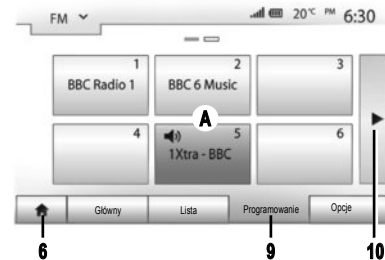 FM 20°C PM 6:30
1 2 3
BBC Radio 1 BBC 6 Music
A
4 5 6
1Xtra - BBC
Główny Lista Programowanie Opcje
6 9 10